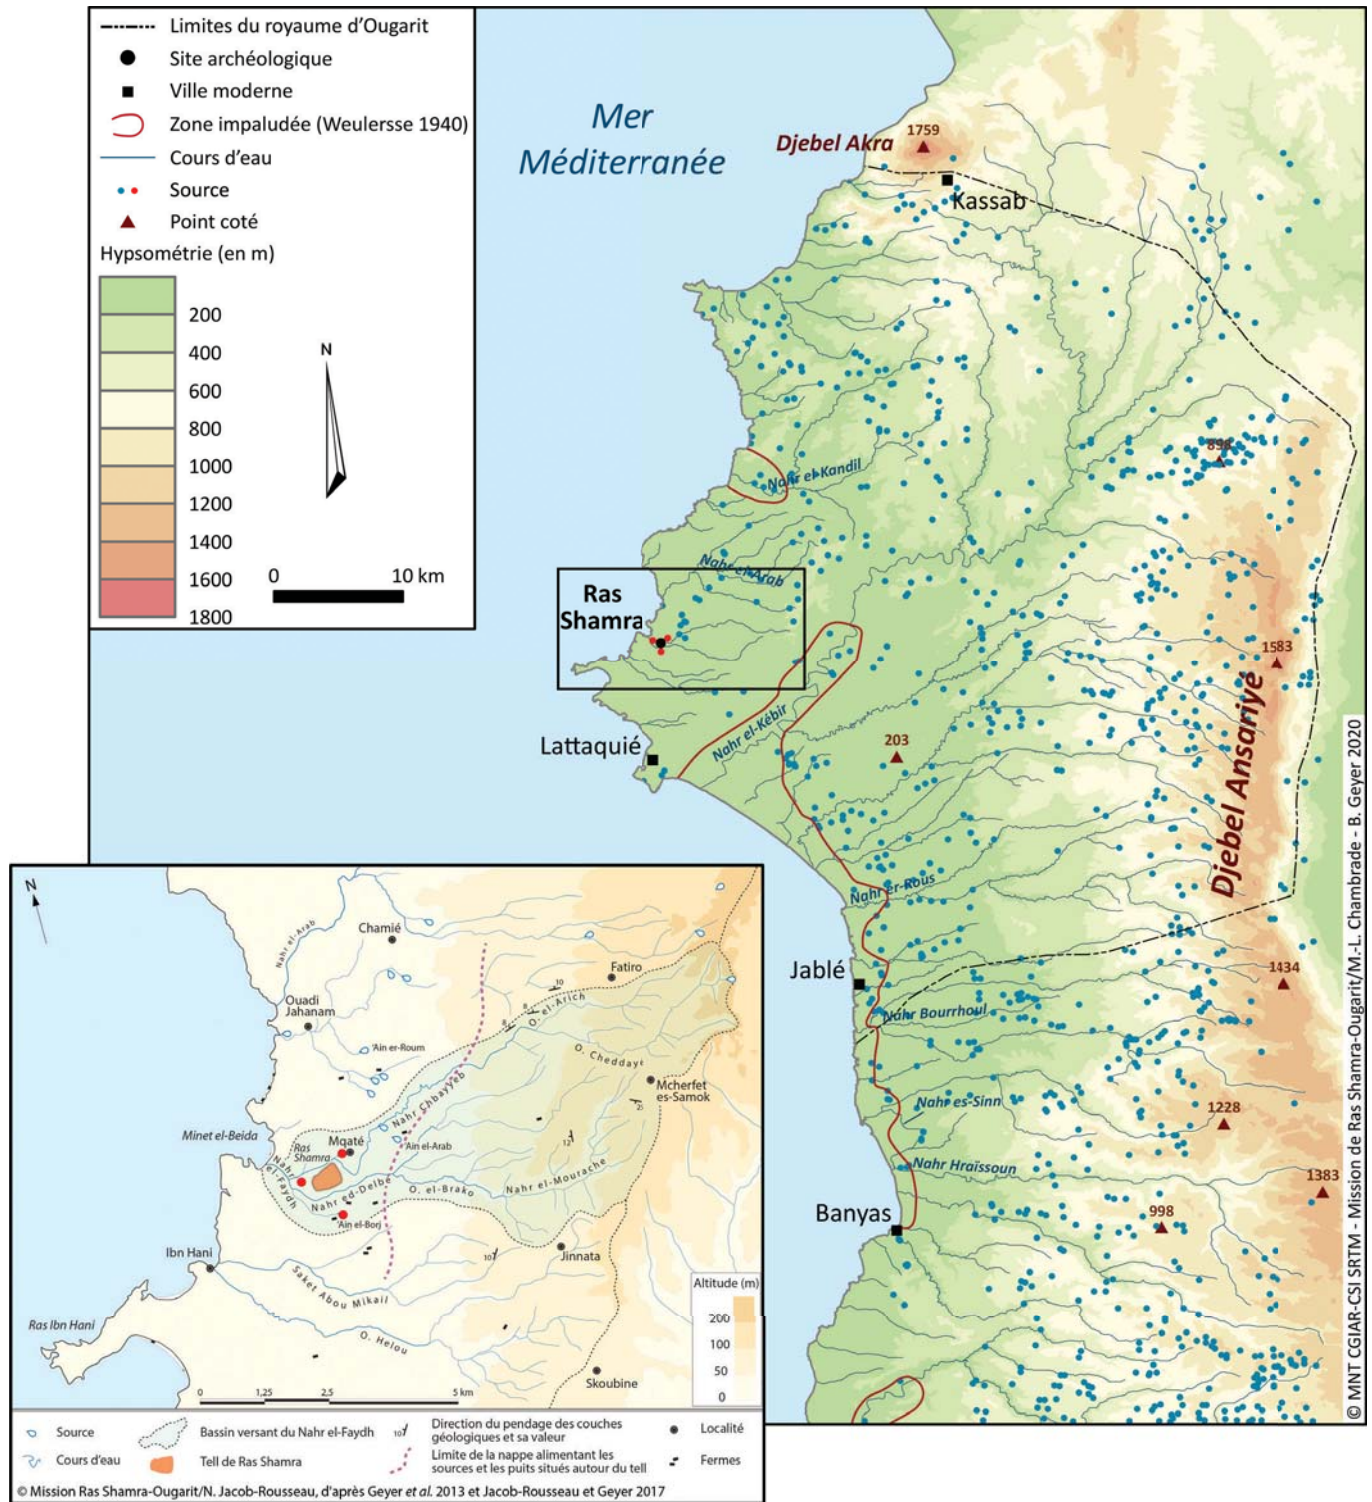 Limites du royaume d'Ougarit
Site archéologique
Ville moderne
Zone impaludée (Weulersse 1940)
Cours d'eau
Source
Point coté
Hypsométrie (en m)
200
400
600
800
1000
1200
1400
1600
1800
N
0 10 km
Mer
Méditerranée
Djebel Akra
1759
Kassab
898
Nahr el-Kandil
Nahr el-Arab
Ras
Shamra
1583
Nahr el-Kébir
203
Lattaquié
Djebel Ansariyé
Nahr er-Rous
Jablé
1434
Nahr Bourrhoul
Nahr es-Sinn
1228
Nahr Hraïssoun
1383
998
Banyas
© MNT CGIAR-CSI SRTM - Mission de Ras Shamra-Ougarit/M.-L. Chambrade - B. Geyer 2020
N
Nahr el-Arab
Chamié
Fatiro
10
8
8
O. el-Arich
Ouadi
Jahanam
'Ain er-Roum
O. Cheddayé
Mcherfet
es-Samok
Nahr Chbayyeb
Minet el-Beida
Ras
Shamra
Mqaté
'Ain el-Arab
12
Nahr
el-Faydh
Nahr ed-Delbé
O. el-Brako
Nahr el-Mourache
'Ain el-Borj
Ibn Hani
10
Jinnata
Saket Abou Mikail
Altitude (m)
200
100
50
0
Ras Ibn Hani
O. Helou
Skoubine
0 1,25 2,5 5 km
Source
Cours d'eau
Bassin versant du Nahr el-Faydh
Tell de Ras Shamra
10
Direction du pendage des couches
géologiques et sa valeur
Limite de la nappe alimentant les
sources et les puits situés autour du tell
Localité
Fermes
© Mission Ras Shamra-Ougarit/N. Jacob-Rousseau, d'après Geyer et al. 2013 et Jacob-Rousseau et Geyer 2017